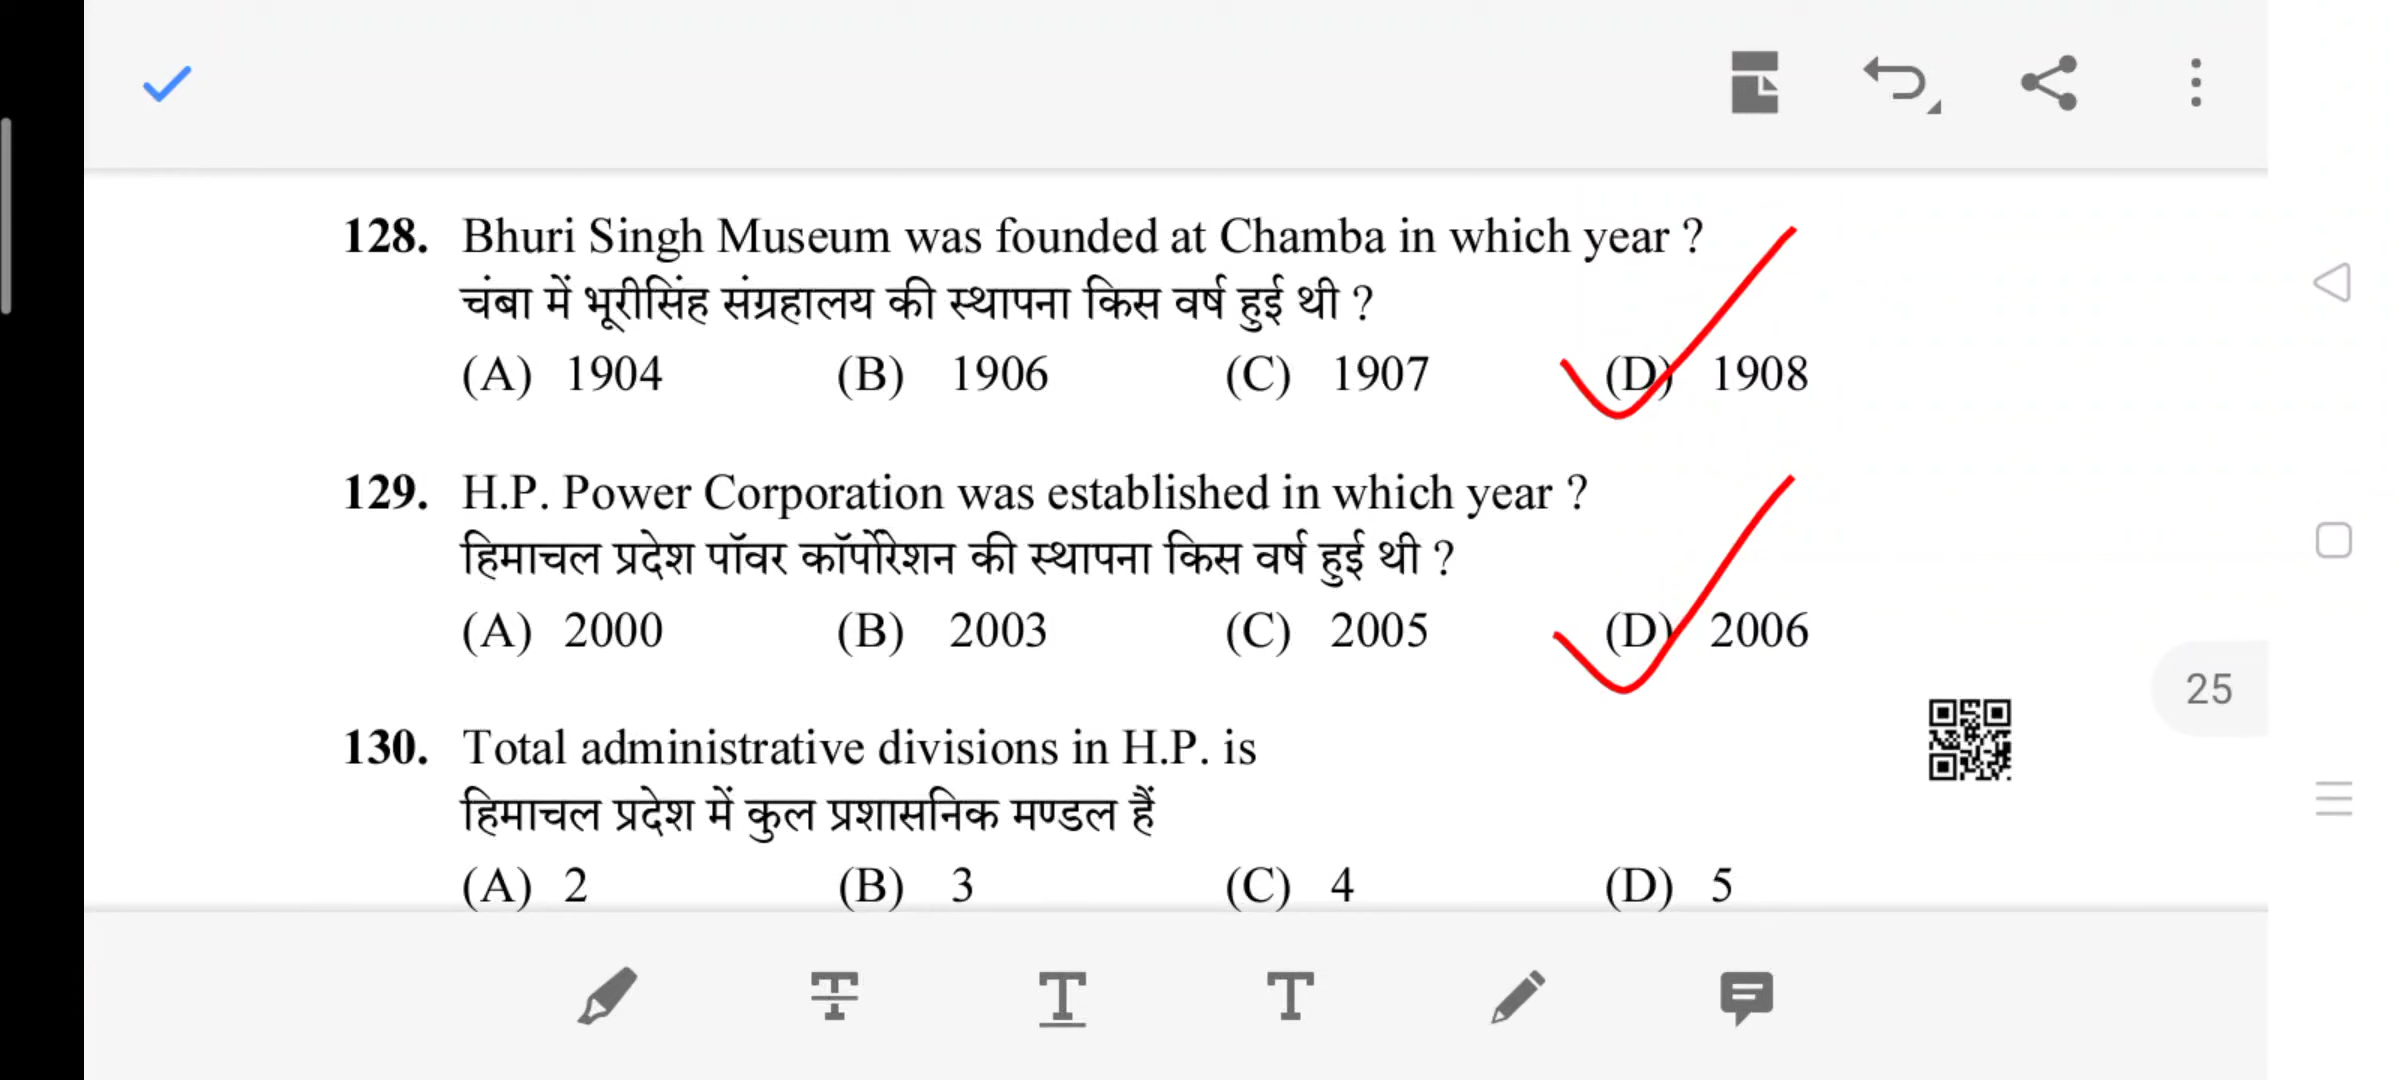 128. Bhuri Singh Museum was founded at Chamba in which year ?
चंबा में भूरीसिंह संग्रहालय की स्थापना किस वर्ष हुई थी ?
(A) 1904 (B) 1906 (C) 1907 (D) 1908
129. H.P. Power Corporation was established in which year ?
हिमाचल प्रदेश पॉवर कॉर्पोरेशन की स्थापना किस वर्ष हुई थी ?
(A) 2000 (B) 2003 (C) 2005 (D) 2006
25
130. Total administrative divisions in H.P. is
हिमाचल प्रदेश में कुल प्रशासनिक मण्डल हैं
(A) 2 (B) 3 (C) 4 (D) 5